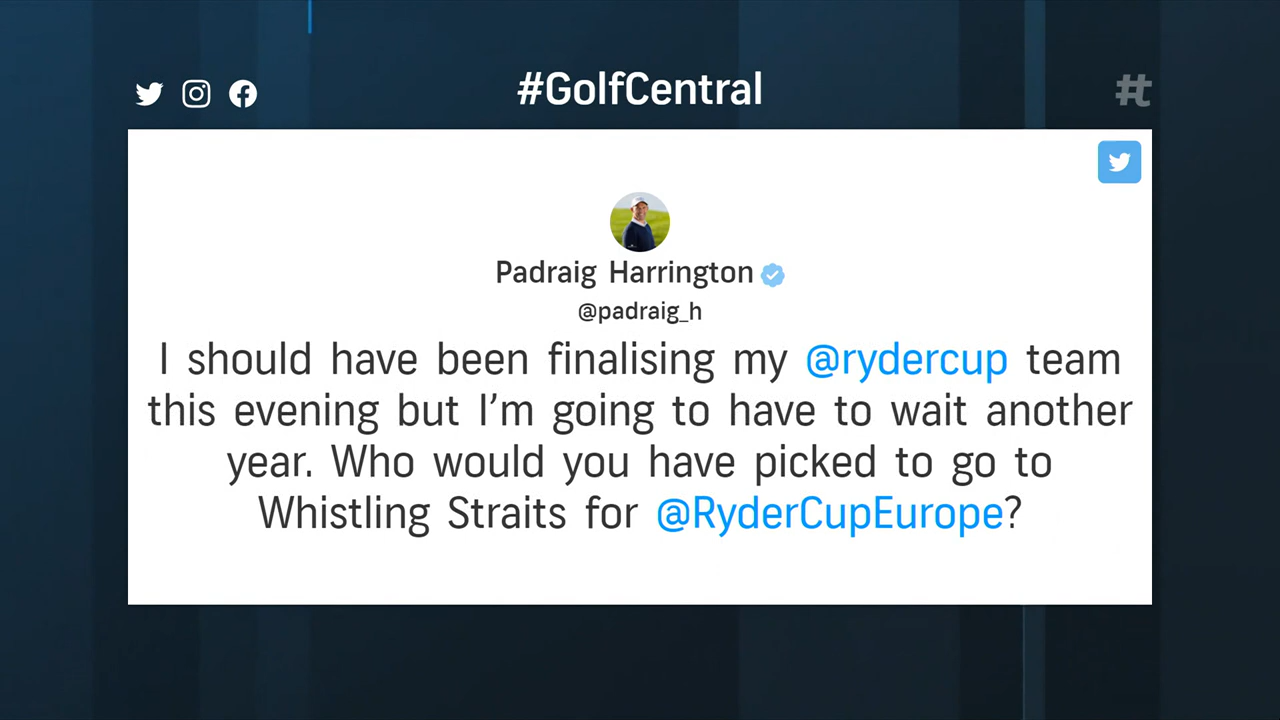 #GolfCentral
Padraig Harrington
@padraig_h
I should have been finalising my @rydercup team
this evening but I’m going to have to wait another
year. Who would you have picked to go to
Whistling Straits for @RyderCupEurope?